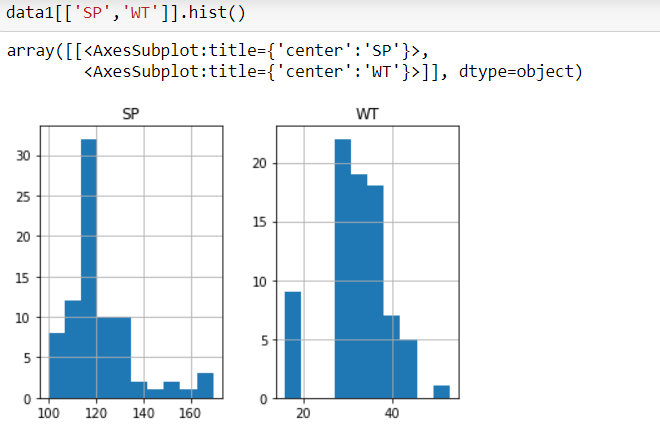 data1[['SP','WT']].hist()
array([[<AxesSubplot:title={'center':'SP'}>,
<AxesSubplot:title={'center':'WT'}>]], dtype=object)
SP
WT
30
25
20
15
10
5
0
100 120 140 160
20
15
10
5
0
20 40